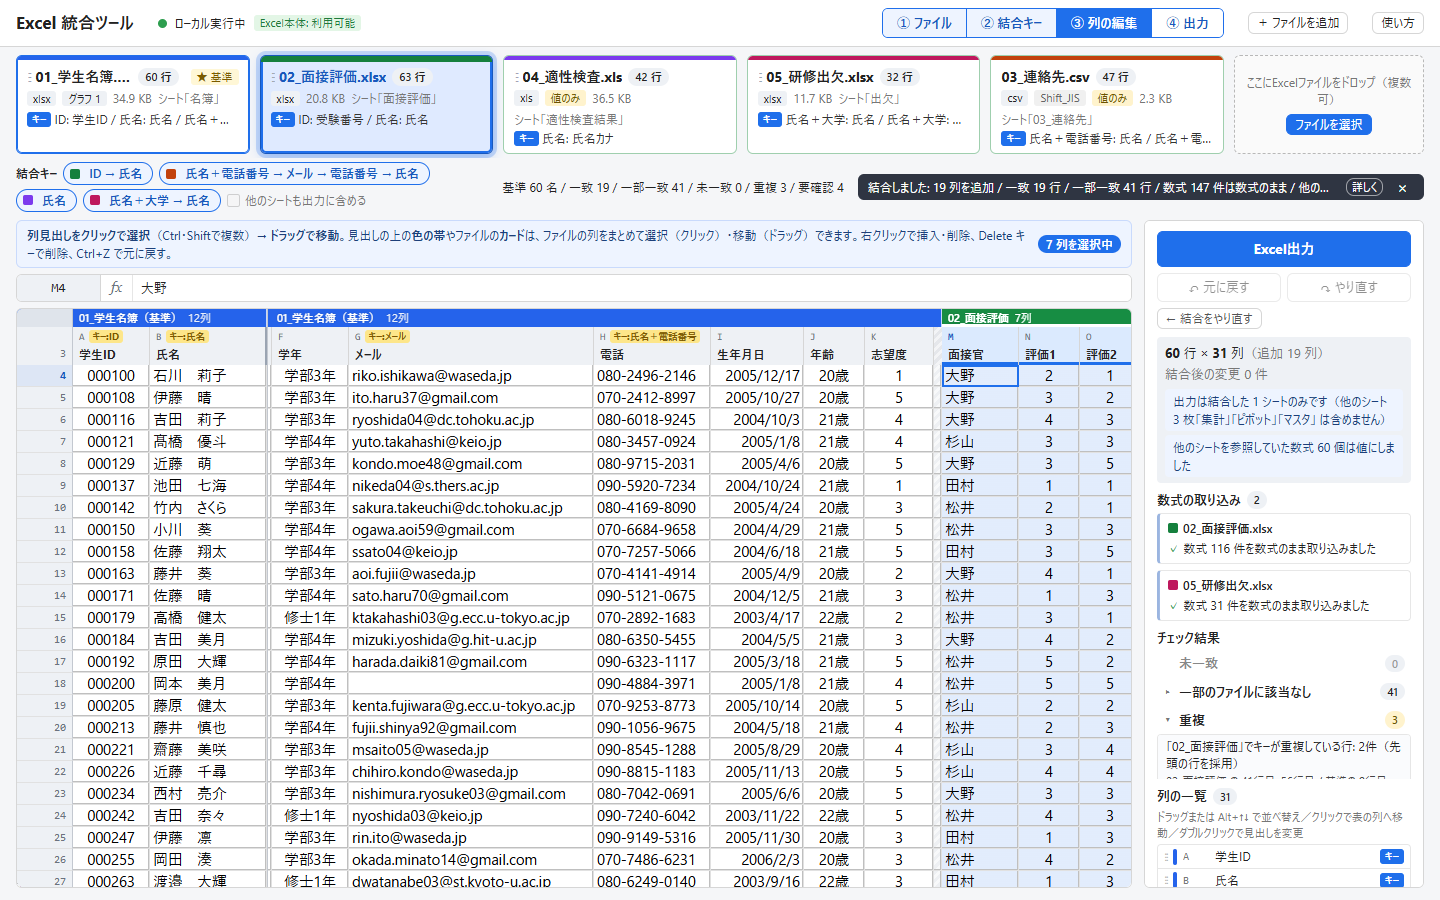 Excel 統合ツール
ローカル実行中
Excel本体: 利用可能
① ファイル
② 結合キー
③ 列の編集
④ 出力
＋ ファイルを追加
使い方
01_学生名簿.... 60 行 ★ 基準
xlsx グラフ 1 34.9 KB シート「名簿」
キー ID: 学生ID / 氏名: 氏名 / 氏名＋...
02_面接評価.xlsx 63 行
xlsx 20.8 KB シート「面接評価」
キー ID: 受験番号 / 氏名: 氏名
04_適性検査.xls 42 行
xls 値のみ 36.5 KB
シート「適性検査結果」
キー 氏名: 氏名カナ
05_研修出欠.xlsx 32 行
xlsx 11.7 KB シート「出欠」
キー 氏名＋大学: 氏名 / 氏名＋大学: ...
03_連絡先.csv 47 行
csv Shift_JIS 値のみ 2.3 KB
シート「03_連絡先」
キー 氏名＋電話番号: 氏名 / 氏名＋電...
ここにExcelファイルをドロップ（複数
可）
ファイルを選択
結合キー ID → 氏名 氏名＋電話番号 → メール → 電話番号 → 氏名
氏名 氏名＋大学 → 氏名 他のシートも出力に含める
基準 60 名 / 一致 19 / 一部一致 41 / 未一致 0 / 重複 3 / 要確認 4
結合しました: 19 列を追加 / 一致 19 行 / 一部一致 41 行 / 数式 147 件は数式のまま / 他の... 詳しく ×
列見出しをクリックで選択（Ctrl・Shiftで複数）→ ドラッグで移動。見出しの上の色の帯やファイルのカードは、ファイルの列をまとめて選択（クリック）・移動（ドラッグ）できます。右クリックで挿入・削除、Delete キ
ーで削除、Ctrl+Z で元に戻す。
7 列を選択中
M4 fx 大野
01_学生名簿（基準） 12列 01_学生名簿（基準） 12列 02_面接評価 7列
A キー:ID B キー:氏名 F G キー:メール H キー:氏名＋電話番号 I J K M N O
3 学生ID 氏名 学年 メール 電話 生年月日 年齢 志望度 面接官 評価1 評価2
4 000100 石川　莉子 学部3年 riko.ishikawa@waseda.jp 080-2496-2146 2005/12/17 20歳 1 大野 2 1
5 000108 伊藤　晴 学部3年 ito.haru37@gmail.com 070-2412-8997 2005/10/27 20歳 5 大野 3 2
6 000116 吉田　莉子 学部4年 ryoshida04@dc.tohoku.ac.jp 080-6018-9245 2004/10/3 21歳 4 大野 4 3
7 000121 髙橋　優斗 学部4年 yuto.takahashi@keio.jp 080-3457-0924 2005/1/8 21歳 4 杉山 3 3
8 000129 近藤　萌 学部4年 kondo.moe48@gmail.com 080-9715-2031 2005/4/6 20歳 5 大野 3 5
9 000137 池田　七海 学部4年 nikeda04@s.thers.ac.jp 090-5920-7234 2004/10/24 21歳 1 田村 1 1
10 000142 竹内　さくら 学部3年 sakura.takeuchi@dc.tohoku.ac.jp 080-4169-8090 2005/4/24 20歳 3 松井 2 1
11 000150 小川　葵 学部4年 ogawa.aoi59@gmail.com 070-6684-9658 2004/4/29 21歳 5 松井 3 3
12 000158 佐藤　翔太 学部4年 ssato04@keio.jp 070-7257-5066 2004/6/18 21歳 5 田村 3 5
13 000163 藤井　葵 学部3年 aoi.fujii@waseda.jp 070-4141-4914 2005/4/9 20歳 2 大野 4 1
14 000171 佐藤　晴 学部4年 sato.haru70@gmail.com 090-5121-0675 2004/12/5 21歳 3 松井 1 3
15 000179 高橋　健太 修士1年 ktakahashi03@g.ecc.u-tokyo.ac.jp 070-2892-1683 2003/4/17 22歳 2 松井 3 1
16 000184 吉田　美月 学部4年 mizuki.yoshida@g.hit-u.ac.jp 080-6350-5455 2004/5/5 21歳 3 大野 4 2
17 000192 原田　大輝 学部4年 harada.daiki81@gmail.com 090-6323-1117 2005/3/18 21歳 5 松井 5 2
18 000200 岡本　美月 学部4年 090-4884-3971 2005/1/8 21歳 4 松井 5 5
19 000205 藤原　健太 学部3年 kenta.fujiwara@g.ecc.u-tokyo.ac.jp 070-9253-8773 2005/10/14 20歳 5 杉山 2 2
20 000213 藤井　慎也 学部4年 fujii.shinya92@gmail.com 090-1056-9675 2004/5/18 21歳 4 松井 2 3
21 000221 齋藤　美咲 学部3年 msaito05@waseda.jp 090-8545-1288 2005/8/29 20歳 4 杉山 3 4
22 000226 近藤　千尋 学部3年 chihiro.kondo@waseda.jp 090-8815-1183 2005/11/13 20歳 5 杉山 4 4
23 000234 西村　亮介 学部3年 nishimura.ryosuke03@gmail.com 080-7042-0691 2005/6/6 20歳 5 大野 3 3
24 000242 吉田　奈々 修士1年 nyoshida03@keio.jp 090-7240-6042 2003/11/22 22歳 5 松井 4 3
25 000247 伊藤　凛 学部3年 rin.ito@waseda.jp 090-9149-5316 2005/11/30 20歳 3 田村 1 3
26 000255 岡田　湊 学部3年 okada.minato14@gmail.com 070-7486-6231 2006/2/3 20歳 3 松井 4 2
27 000263 渡邉　大輝 修士1年 dwatanabe03@st.kyoto-u.ac.jp 080-6249-0140 2003/9/16 22歳 3 田村 1 3
Excel出力
元に戻す やり直す
← 結合をやり直す
60 行 × 31 列（追加 19 列）
結合後の変更 0 件
出力は結合した 1 シートのみです（他のシート
3 枚「集計」「ピボット」「マスタ」は含めません）
他のシートを参照していた数式 60 個は値にしま
した
数式の取り込み 2
02_面接評価.xlsx
✓ 数式 116 件を数式のまま取り込みました
05_研修出欠.xlsx
✓ 数式 31 件を数式のまま取り込みました
チェック結果
未一致 0
一部のファイルに該当なし 41
重複 3
「02_面接評価」でキーが重複している行: 2件（先
頭の行を採用）
列の一覧 31
ドラッグまたは Alt+↑↓ で並べ替え／クリックで表の列へ移
動／ダブルクリックで見出しを変更
A 学生ID キー
B 氏名 キー